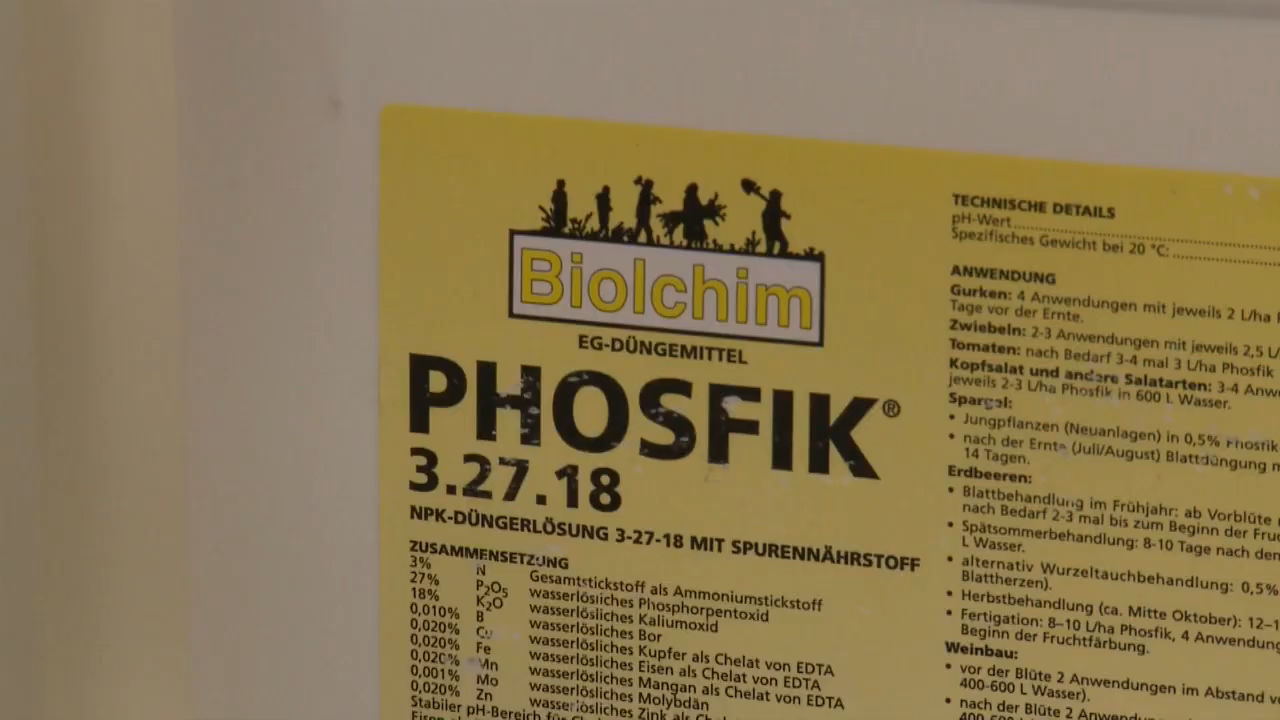 Biolchim
EG-DÜNGEMITTEL
PHOSFIK®
3.27.18
NPK-DÜNGERLÖSUNG 3-27-18 MIT SPURENNÄHRSTOFF
ZUSAMMENSETZUNG
3% N Gesamtstickstoff als Ammoniumstickstoff
27% P2O5 wasserlösliches Phosphorpentoxid
18% K2O wasserlösliches Kaliumoxid
0,010% B wasserlösliches Bor
0,020% Cu wasserlösliches Kupfer als Chelat von EDTA
0,020% Fe wasserlösliches Eisen als Chelat von EDTA
0,020% Mn wasserlösliches Mangan als Chelat von EDTA
0,001% Mo wasserlösliches Molybdän
0,020% Zn wasserlösliches Zink als
Stabiler pH-Bereich für
TECHNISCHE DETAILS
pH-Wert
Spezifisches Gewicht bei 20 °C:
ANWENDUNG
Gurken: 4 Anwendungen mit jeweils 2 L/ha
Tage vor der Ernte.
Zwiebeln: 2-3 Anwendungen mit jeweils 2,5 L/
Tomaten: nach Bedarf 3-4 mal 3 L/ha Phosfik
Kopfsalat und andere Salatarten: 3-4 Anw
jeweils 2-3 L/ha Phosfik in 600 L Wasser.
Spargel:
• Jungpflanzen (Neuanlagen) in 0,5% Phosfik
• nach der Ernte (Juli/August) Blattdüngung m
14 Tagen.
Erdbeeren:
• Blattbehandlung im Frühjahr: ab Vorblüte
nach Bedarf 2-3 mal bis zum Beginn der Fruc
• Spätsommerbehandlung: 8-10 Tage nach den
L Wasser.
• alternativ Wurzeltauchbehandlung: 0,5%
Blattherzen).
• Herbstbehandlung (ca. Mitte Oktober): 12-1
• Fertigation: 8-10 L/ha Phosfik, 4 Anwendung
Beginn der Fruchtfärbung.
Weinbau:
• vor der Blüte 2 Anwendungen im Abstand v
400-600 L Wasser).
• nach der Blüte 2 Anwendun